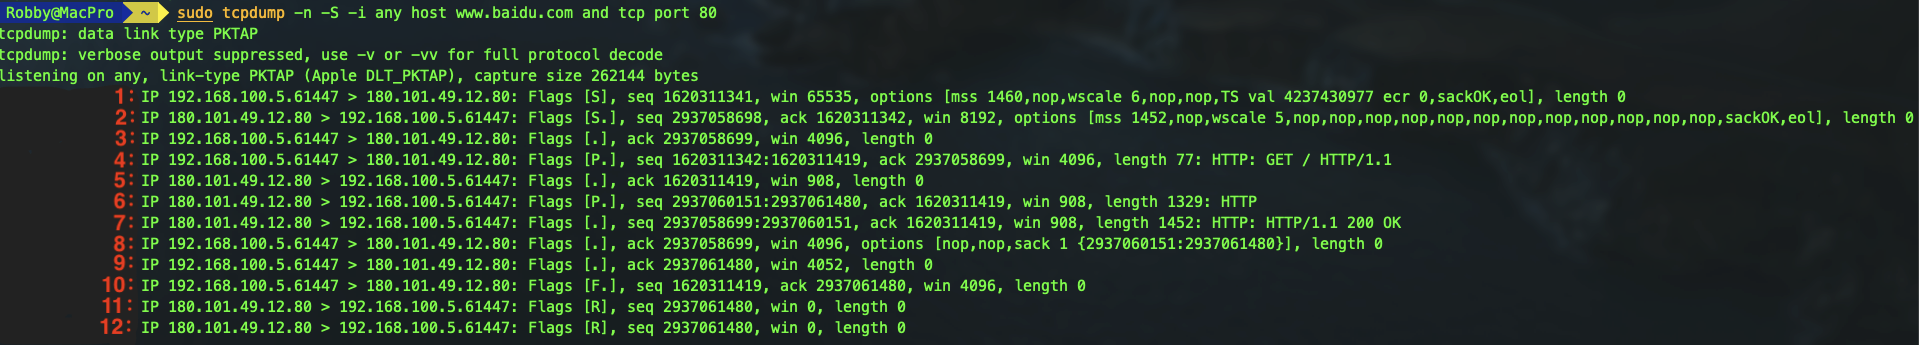 Robby@MacPro ~ sudo tcpdump -n -S -i any host www.baidu.com and tcp port 80
tcpdump: data link type PKTAP
tcpdump: verbose output suppressed, use -v or -vv for full protocol decode
listening on any, link-type PKTAP (Apple DLT_PKTAP), capture size 262144 bytes
1: IP 192.168.100.5.61447 > 180.101.49.12.80: Flags [S], seq 1620311341, win 65535, options [mss 1460,nop,wscale 6,nop,nop,TS val 4237430977 ecr 0,sackOK,eol], length 0
2: IP 180.101.49.12.80 > 192.168.100.5.61447: Flags [S.], seq 2937058698, ack 1620311342, win 8192, options [mss 1452,nop,wscale 5,nop,nop,nop,nop,nop,nop,nop,nop,nop,nop,nop,nop,sackOK,eol], length 0
3: IP 192.168.100.5.61447 > 180.101.49.12.80: Flags [.], ack 2937058699, win 4096, length 0
4: IP 192.168.100.5.61447 > 180.101.49.12.80: Flags [P.], seq 1620311342:1620311419, ack 2937058699, win 4096, length 77: HTTP: GET / HTTP/1.1
5: IP 180.101.49.12.80 > 192.168.100.5.61447: Flags [.], ack 1620311419, win 908, length 0
6: IP 180.101.49.12.80 > 192.168.100.5.61447: Flags [P.], seq 2937060151:2937061480, ack 1620311419, win 908, length 1329: HTTP
7: IP 180.101.49.12.80 > 192.168.100.5.61447: Flags [.], seq 2937058699:2937060151, ack 1620311419, win 908, length 1452: HTTP: HTTP/1.1 200 OK
8: IP 192.168.100.5.61447 > 180.101.49.12.80: Flags [.], ack 2937058699, win 4096, options [nop,nop,sack 1 {2937060151:2937061480}], length 0
9: IP 192.168.100.5.61447 > 180.101.49.12.80: Flags [.], ack 2937061480, win 4052, length 0
10: IP 192.168.100.5.61447 > 180.101.49.12.80: Flags [F.], seq 1620311419, ack 2937061480, win 4096, length 0
11: IP 180.101.49.12.80 > 192.168.100.5.61447: Flags [R], seq 2937061480, win 0, length 0
12: IP 180.101.49.12.80 > 192.168.100.5.61447: Flags [R], seq 2937061480, win 0, length 0